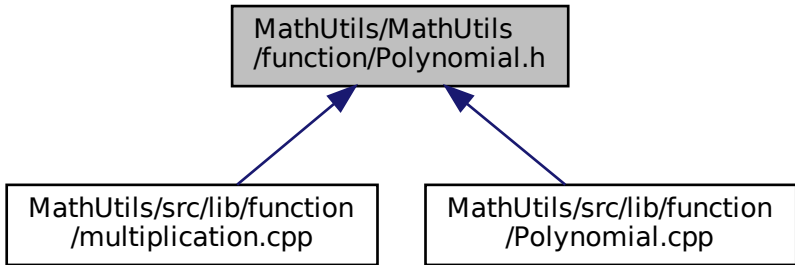 MathUtils/MathUtils
/function/Polynomial.h
MathUtils/src/lib/function
/multiplication.cpp
MathUtils/src/lib/function
/Polynomial.cpp